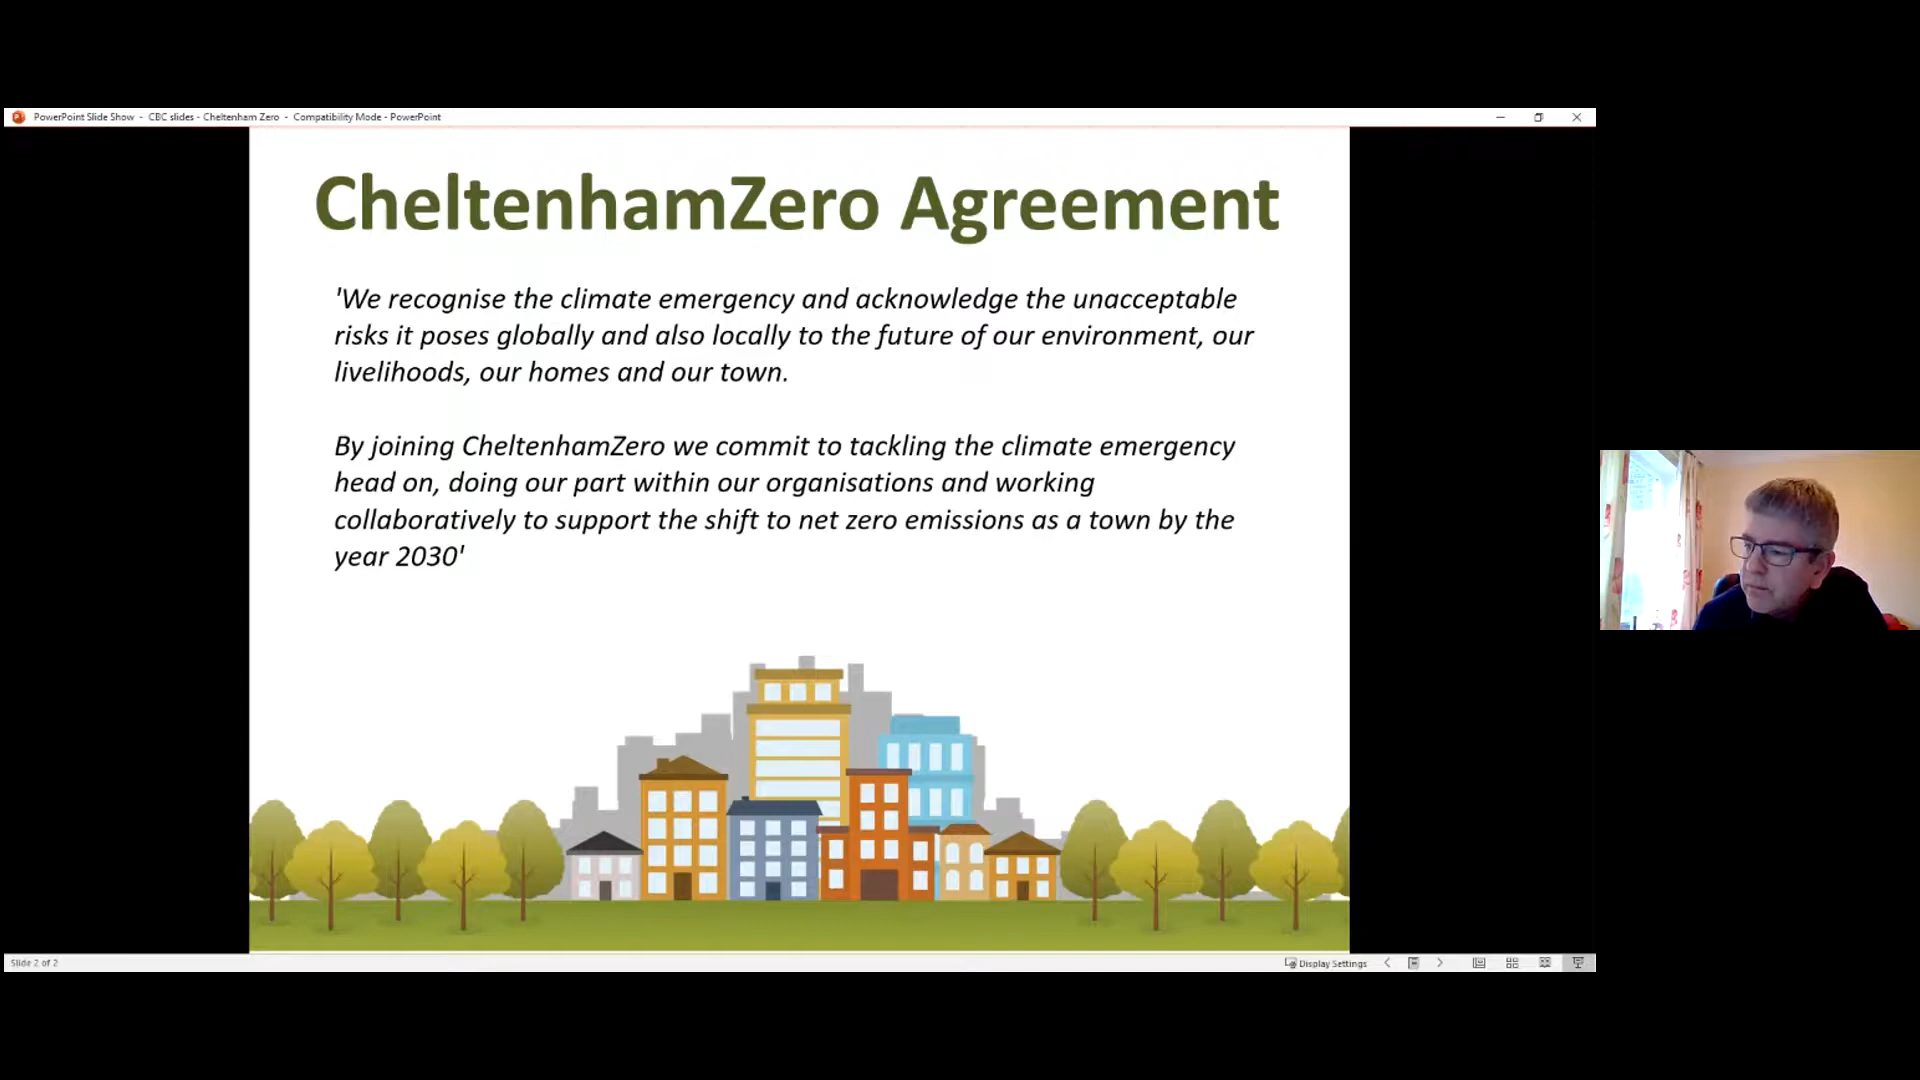 PowerPoint Slide Show - CBC slides - Cheltenham Zero - Compatibility Mode - PowerPoint
CheltenhamZero Agreement
'We recognise the climate emergency and acknowledge the unacceptable
risks it poses globally and also locally to the future of our environment, our
livelihoods, our homes and our town.
By joining CheltenhamZero we commit to tackling the climate emergency
head on, doing our part within our organisations and working
collaboratively to support the shift to net zero emissions as a town by the
year 2030'
Slide 2 of 2
Display Settings